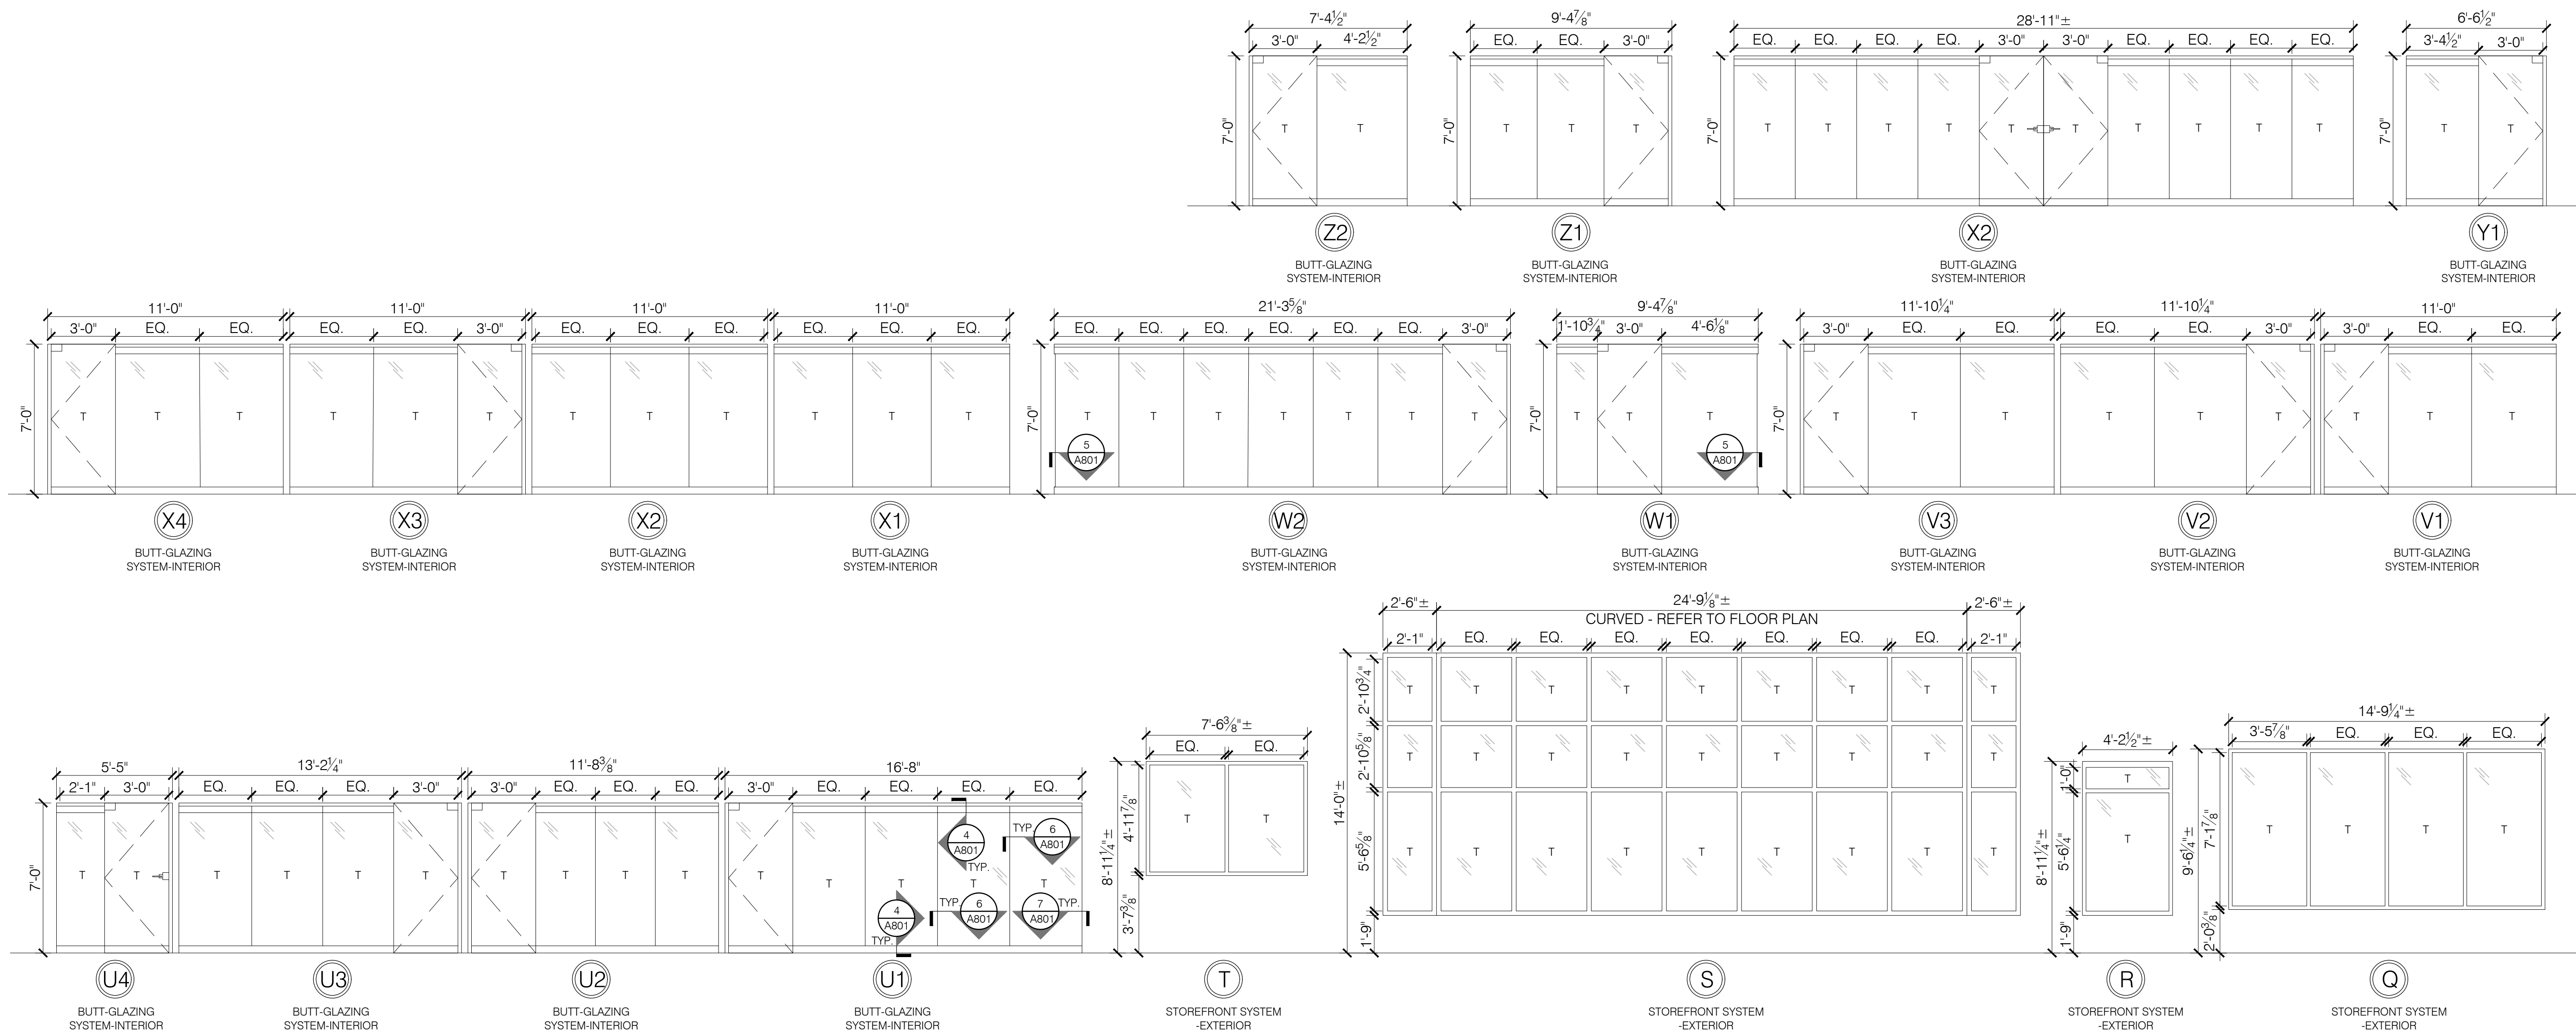 7'-4½" 9'-4⅞" 28'-11"± 6'-6½"
3'-0" 4'-2½" EQ. EQ. 3'-0" EQ. EQ. EQ. EQ. 3'-0" 3'-0" EQ. EQ. EQ. EQ. 3'-4½" 3'-0"
7'-0" T T 7'-0" T T T 7'-0" T T T T T T T T T T 7'-0" T T
Z2 Z1 X2 Y1
BUTT-GLAZING BUTT-GLAZING BUTT-GLAZING BUTT-GLAZING
SYSTEM-INTERIOR SYSTEM-INTERIOR SYSTEM-INTERIOR SYSTEM-INTERIOR
11'-0" 11'-0" 11'-0" 11'-0" 21'-3⅝" 9'-4⅞" 11'-10¼" 11'-10¼" 11'-0"
3'-0" EQ. EQ. EQ. EQ. 3'-0" EQ. EQ. EQ. EQ. EQ. EQ. EQ. EQ. EQ. EQ. EQ. EQ. 3'-0" 1'-10¾" 3'-0" 4'-6⅛" 3'-0" EQ. EQ. EQ. EQ. 3'-0" 3'-0" EQ. EQ.
7'-0" T T T T T T T T T T T T 7'-0" T T T T T T T 7'-0" T T T 7'-0" T T T T T T T T T
5 5
A801 A801
X4 X3 X2 X1 W2 W1 V3 V2 V1
BUTT-GLAZING BUTT-GLAZING BUTT-GLAZING BUTT-GLAZING BUTT-GLAZING BUTT-GLAZING BUTT-GLAZING BUTT-GLAZING BUTT-GLAZING
SYSTEM-INTERIOR SYSTEM-INTERIOR SYSTEM-INTERIOR SYSTEM-INTERIOR SYSTEM-INTERIOR SYSTEM-INTERIOR SYSTEM-INTERIOR SYSTEM-INTERIOR SYSTEM-INTERIOR
5'-5" 13'-2¼" 11'-8⅜" 16'-8"
2'-1" 3'-0" EQ. EQ. EQ. 3'-0" 3'-0" EQ. EQ. EQ. 3'-0" EQ. EQ. EQ. EQ.
7'-0" T T T T T T T T T T T T T T T
4
A801
TYP.
TYP. 6
A801
4
A801
TYP.
TYP. 6
A801
7 TYP.
A801
7'-6⅜"±
EQ. EQ.
8'-11¼"±
4'-11⅞"
3'-7⅜"
T T
2'-6"± 24'-9⅛"± 2'-6"±
CURVED - REFER TO FLOOR PLAN
2'-1" EQ. EQ. EQ. EQ. EQ. EQ. EQ. 2'-1"
14'-0"±
2'-10¾" T T T T T T T T T
2'-10⅝" T T T T T T T T T
5'-6⅝" T T T T T T T T T
1'-9"
4'-2½"±
8'-11¼"±
1'-0" T
5'-6¼" T
1'-9"
14'-9¼"±
3'-5⅞" EQ. EQ. EQ.
9'-6¼"±
7'-1⅞" T T T T
2'-0⅜"
U4 U3 U2 U1 T S R Q
BUTT-GLAZING BUTT-GLAZING BUTT-GLAZING BUTT-GLAZING STOREFRONT SYSTEM STOREFRONT SYSTEM STOREFRONT SYSTEM STOREFRONT SYSTEM
SYSTEM-INTERIOR SYSTEM-INTERIOR SYSTEM-INTERIOR SYSTEM-INTERIOR -EXTERIOR -EXTERIOR -EXTERIOR -EXTERIOR